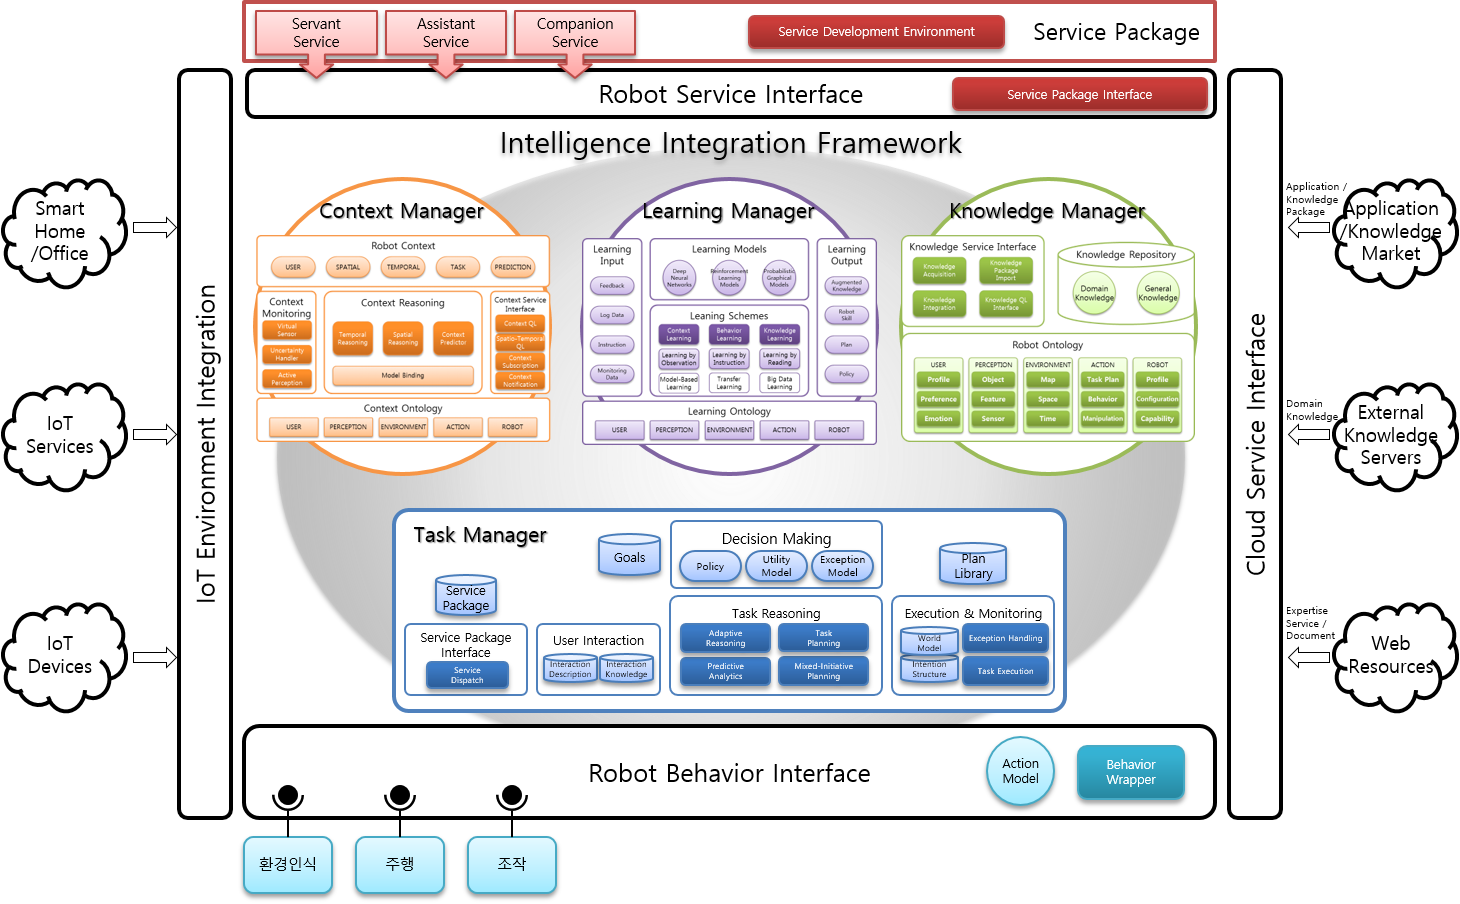 Servant
Service
Assistant
Service
Companion
Service
Service Development Environment
Service Package
Robot Service Interface
Service Package Interface
Intelligence Integration Framework
IoT Environment Integration
Smart
Home
/Office
IoT
Services
IoT
Devices
Context Manager
Robot Context
USER
SPATIAL
TEMPORAL
TASK
PREDICTION
Context
Monitoring
Virtual
Sensor
Uncertainty
Handler
Active
Perception
Context Reasoning
Temporal
Reasoning
Spatial
Reasoning
Context
Predictor
Model Binding
Context Service
Interface
Context QL
Spatio-Temporal
QL
Context
Subscription
Context
Notification
Context Ontology
USER
PERCEPTION
ENVIRONMENT
ACTION
ROBOT
Learning Manager
Learning
Input
Feedback
Log Data
Instruction
Monitoring
Data
Learning Models
Deep
Neural
Networks
Reinforcement
Learning
Models
Probabilistic
Graphical
Models
Leaning Schemes
Context
Learning
Behavior
Learning
Knowledge
Learning
Learning by
Observation
Learning by
Instruction
Learning by
Reading
Model-Based
Learning
Transfer
Learning
Big Data
Learning
Learning
Output
Augmented
Knowledge
Robot
Skill
Plan
Policy
Learning Ontology
USER
PERCEPTION
ENVIRONMENT
ACTION
ROBOT
Knowledge Manager
Knowledge Service Interface
Knowledge
Acquisition
Knowledge
Package
Import
Knowledge
Integration
Knowledge QL
Interface
Knowledge Repository
Domain
Knowledge
General
Knowledge
Robot Ontology
USER
Profile
Preference
Emotion
PERCEPTION
Object
Feature
Sensor
ENVIRONMENT
Map
Space
Time
ACTION
Task Plan
Behavior
Manipulation
ROBOT
Profile
Configuration
Capability
Task Manager
Goals
Service
Package
Decision Making
Policy
Utility
Model
Exception
Model
Plan
Library
Service Package
Interface
Service
Dispatch
User Interaction
Interaction
Description
Interaction
Knowledge
Task Reasoning
Adaptive
Reasoning
Task
Planning
Predictive
Analytics
Mixed-Initiative
Planning
Execution & Monitoring
World
Model
Intention
Structure
Exception Handling
Task Execution
Robot Behavior Interface
Action
Model
Behavior
Wrapper
환경인식
주행
조작
Cloud Service Interface
Application /
Knowledge
Package
Application
/Knowledge
Market
Domain
Knowledge
External
Knowledge
Servers
Expertise
Service /
Document
Web
Resources